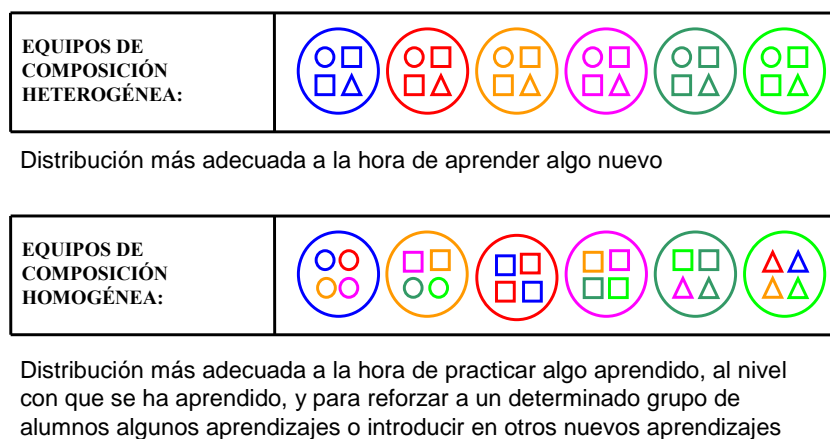 EQUIPOS DE
COMPOSICIÓN
HETEROGÉNEA:
Distribución más adecuada a la hora de aprender algo nuevo
EQUIPOS DE
COMPOSICIÓN
HOMOGÉNEA:
Distribución más adecuada a la hora de practicar algo aprendido, al nivel
con que se ha aprendido, y para reforzar a un determinado grupo de
alumnos algunos aprendizajes o introducir en otros nuevos aprendizajes